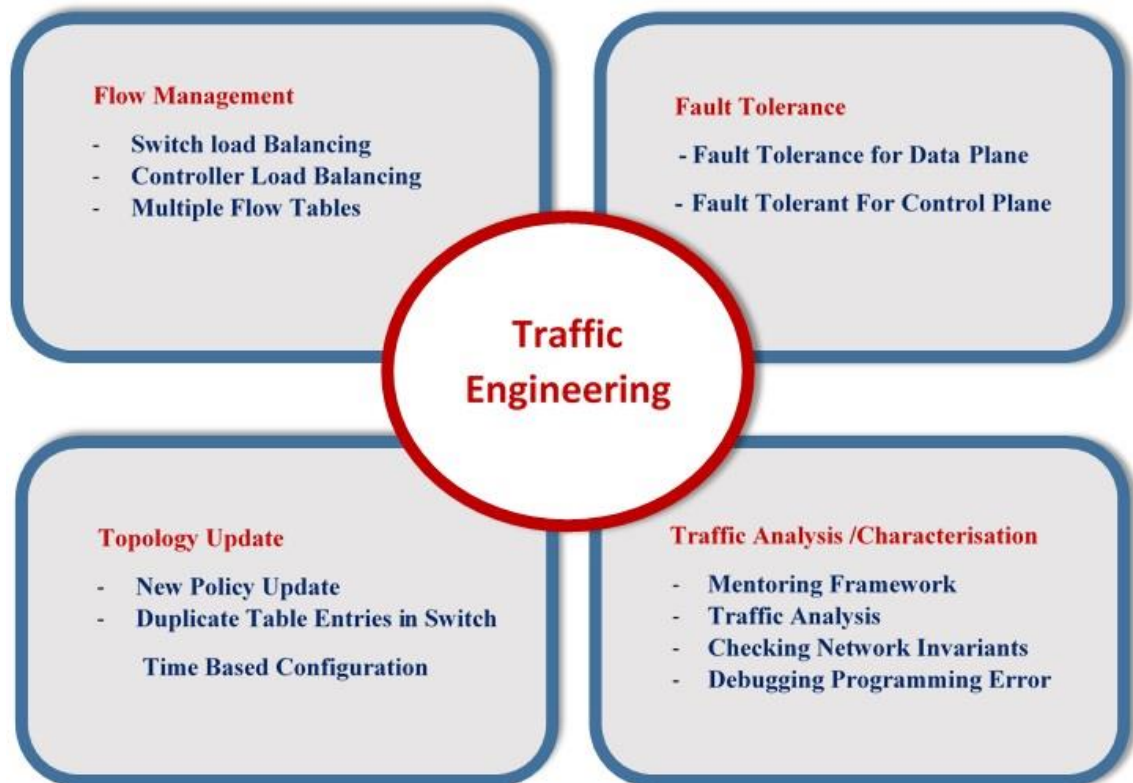 Flow Management
- Switch load Balancing
- Controller Load Balancing
- Multiple Flow Tables
Fault Tolerance
- Fault Tolerance for Data Plane
- Fault Tolerant For Control Plane
Traffic
Engineering
Topology Update
- New Policy Update
- Duplicate Table Entries in Switch
Time Based Configuration
Traffic Analysis /Characterisation
- Mentoring Framework
- Traffic Analysis
- Checking Network Invariants
- Debugging Programming Error